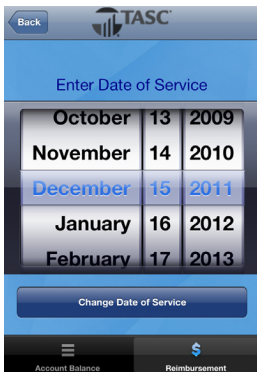 Back
TASC
Enter Date of Service
October 13 2009
November 14 2010
December 15 2011
January 16 2012
February 17 2013
Change Date of Service
Account Balance
$
Reimbursement